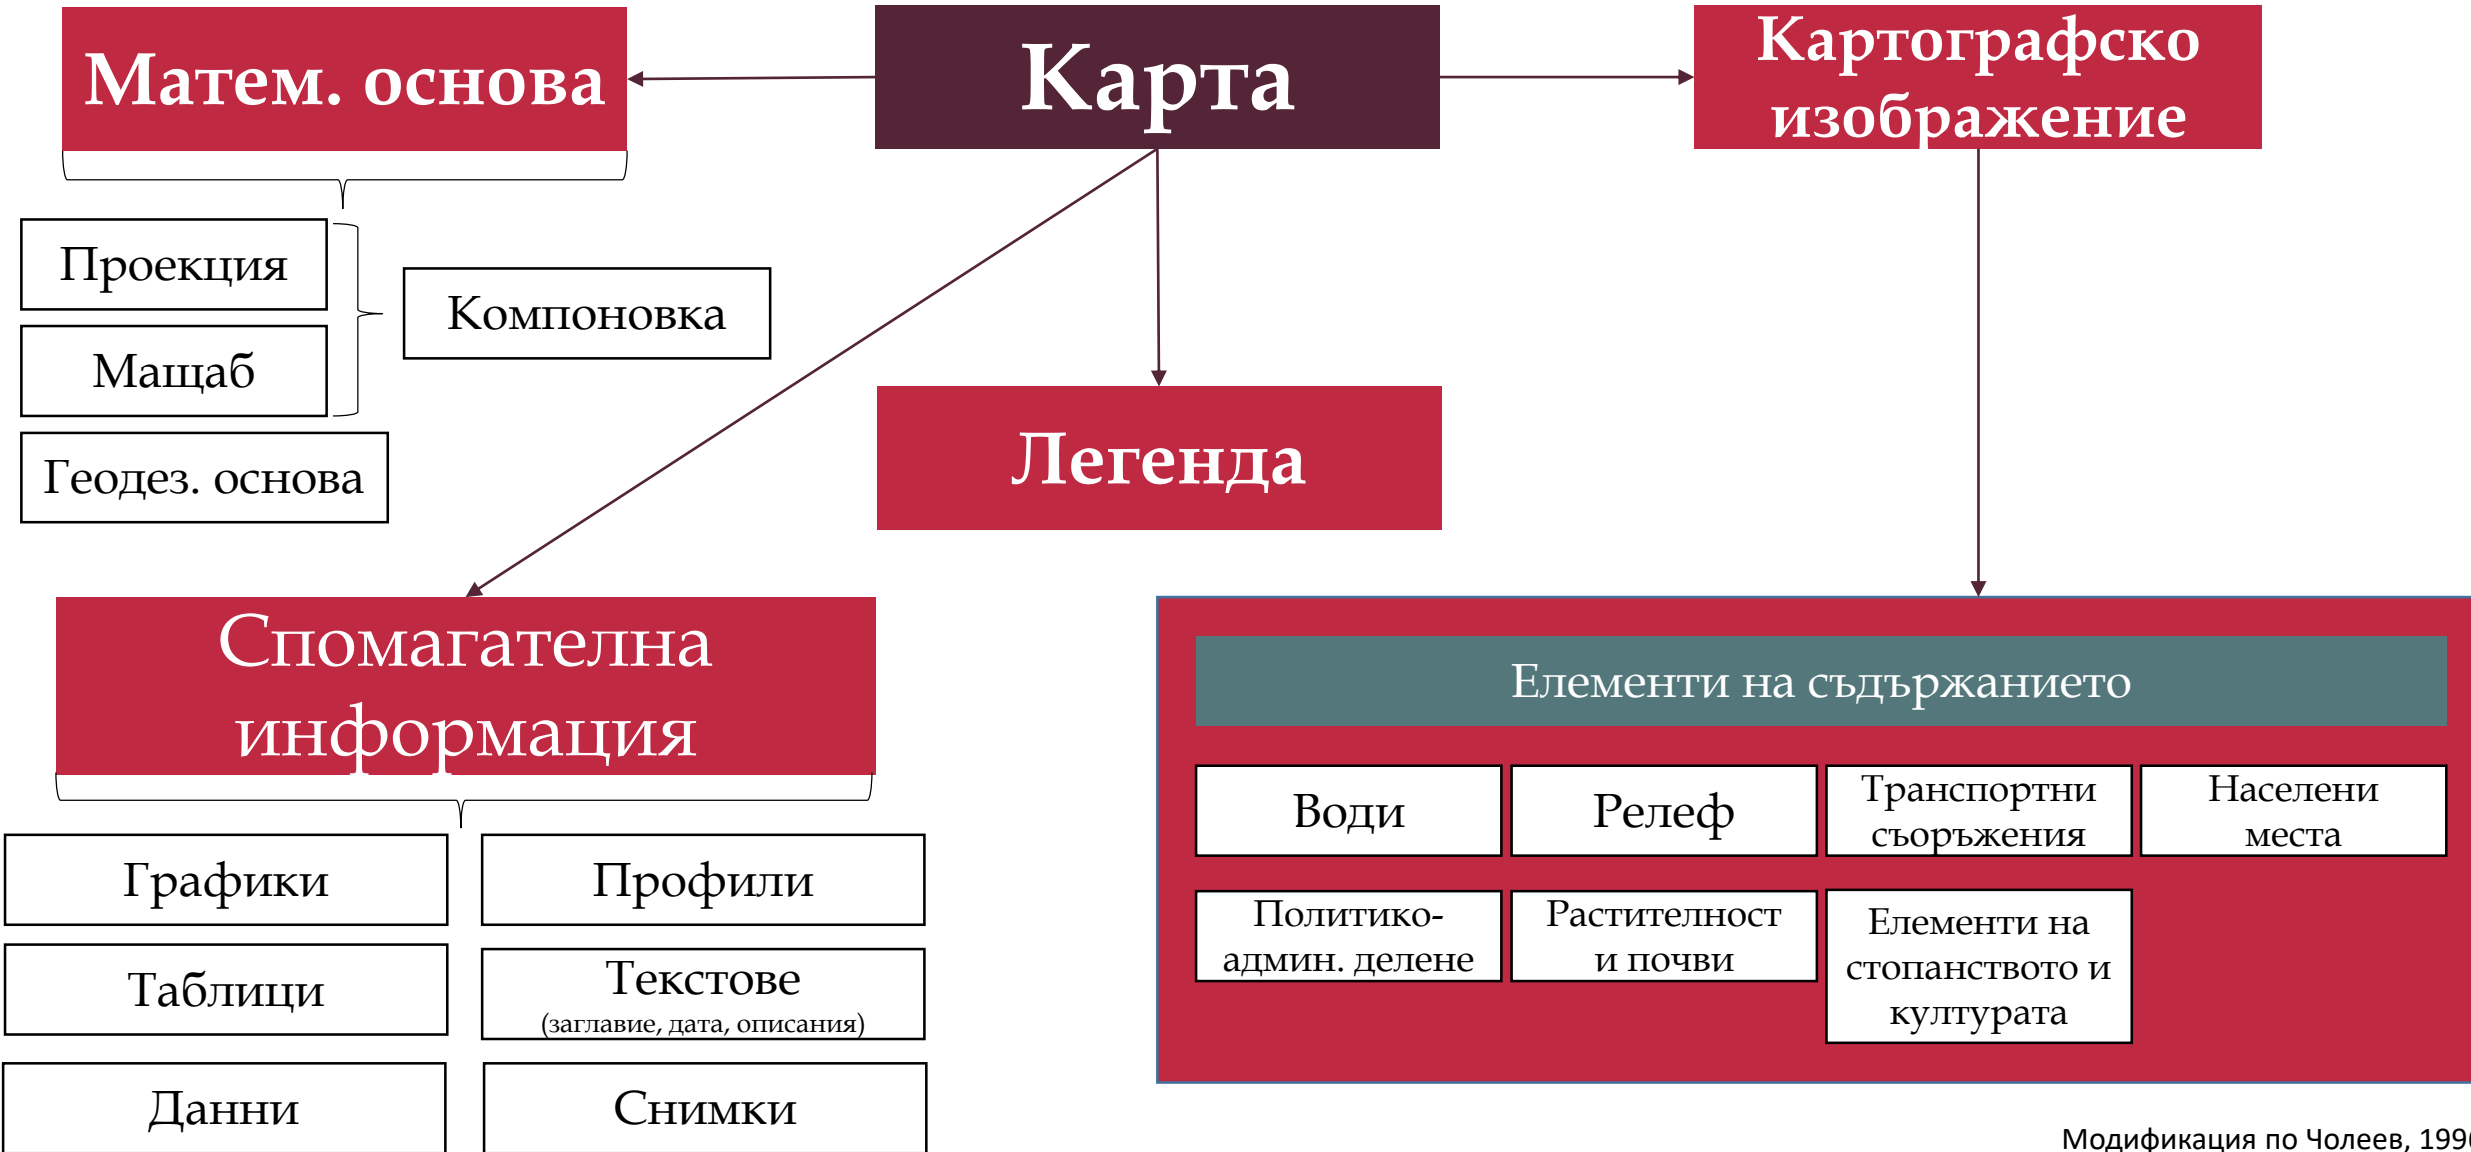 Матем. основа
Карта
Картографско
изображение
Проекция
Мащаб
Компоновка
Геодез. основа
Легенда
Спомагателна
информация
Графики
Профили
Таблици
Текстове
(заглавие, дата, описания)
Данни
Снимки
Елементи на съдържанието
Води
Релеф
Транспортни
съоръжения
Населени
места
Политико-
админ. делене
Растителност
и почви
Елементи на
стопанството и
културата
Модификация по Чолеев, 1996